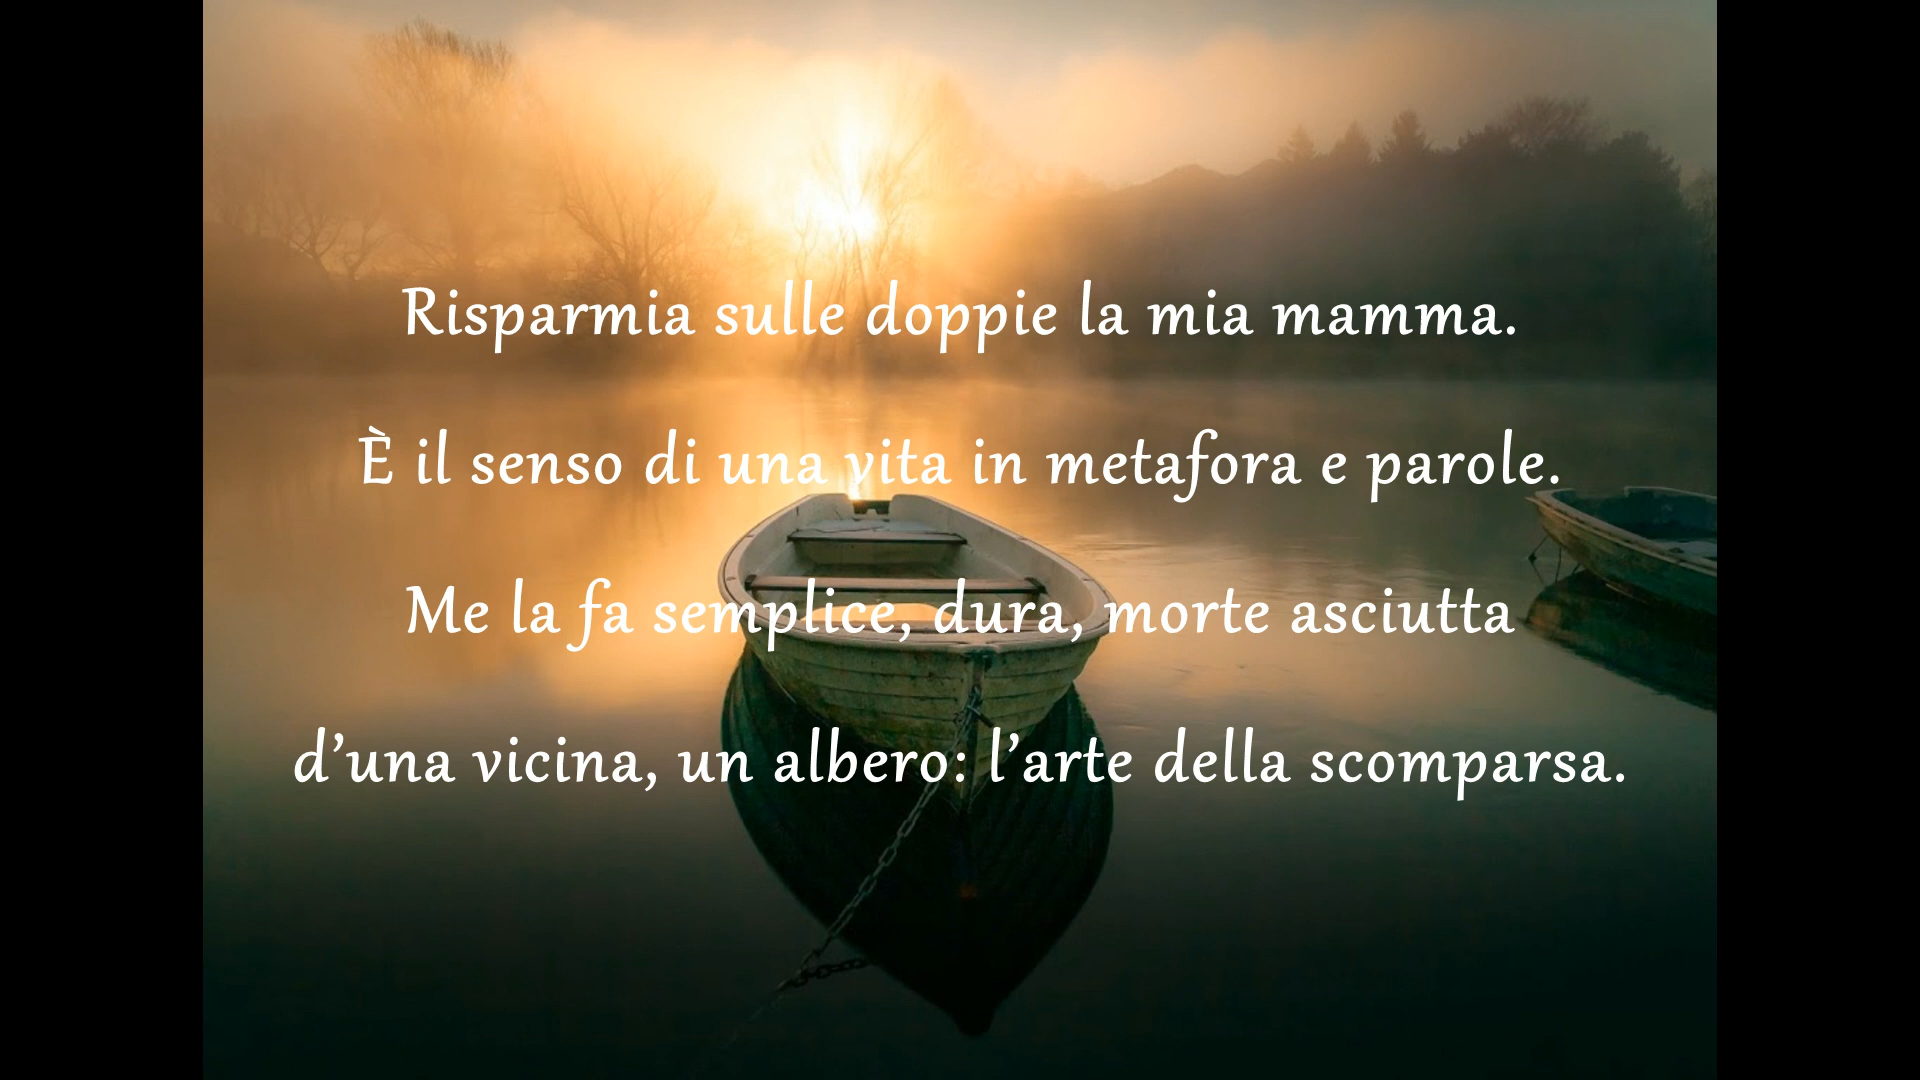 Risparmia sulle doppie la mia mamma.
È il senso di una vita in metafora e parole.
Me la fa semplice, dura, morte asciutta
d’una vicina, un albero: l’arte della scomparsa.